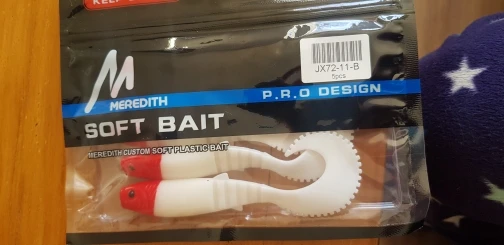 KEEP
JX72-11-B
5pcs
M
MEREDITH
P.R.O DESIGN
SOFT BAIT
MEREDITH CUSTOM SOFT PLASTIC BAIT